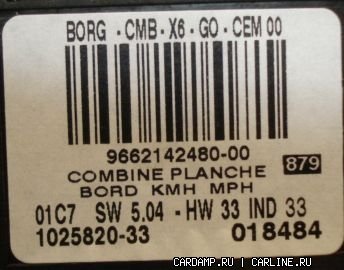 BORG - CMB - X6 - GO - CEM 00
9662142480-00
879
COMBINE PLANCHE
BORD KMH MPH
01C7 SW 5.04 - HW 33 IND 33
1025820-33 018484
CARDAMP.RU | CARLINE.RU